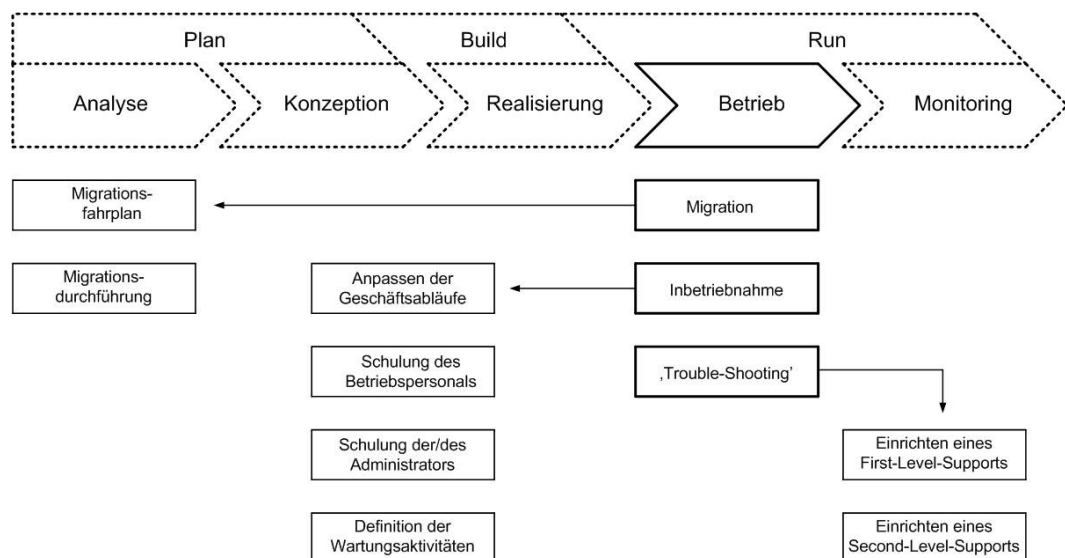 Plan
Build
Run
Analyse
Konzeption
Realisierung
Betrieb
Monitoring
Migrations-
fahrplan
Migration
Migrations-
durchführung
Anpassen der
Geschäftsabläufe
Inbetriebnahme
Schulung des
Betriebspersonals
‚Trouble-Shooting’
Schulung der/des
Administrators
Einrichten eines
First-Level-Supports
Definition der
Wartungsaktivitäten
Einrichten eines
Second-Level-Supports